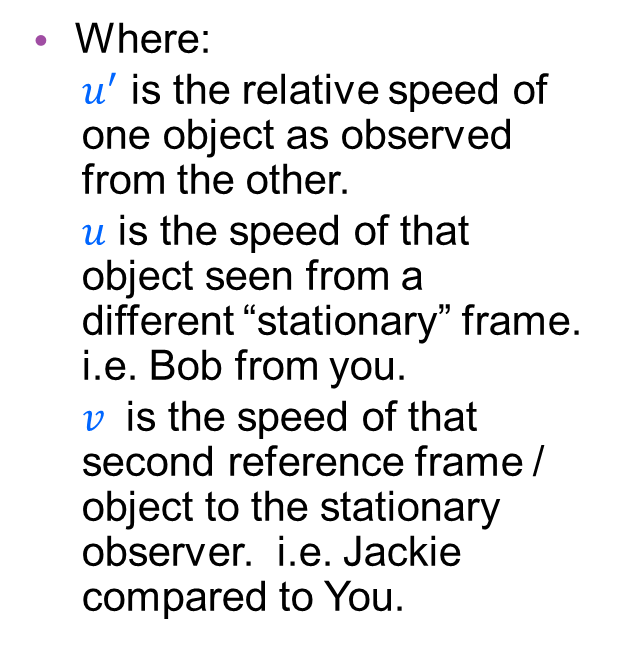 • Where:
u′ is the relative speed of
one object as observed
from the other.
u is the speed of that
object seen from a
different “stationary” frame.
i.e. Bob from you.
v is the speed of that
second reference frame /
object to the stationary
observer. i.e. Jackie
compared to You.